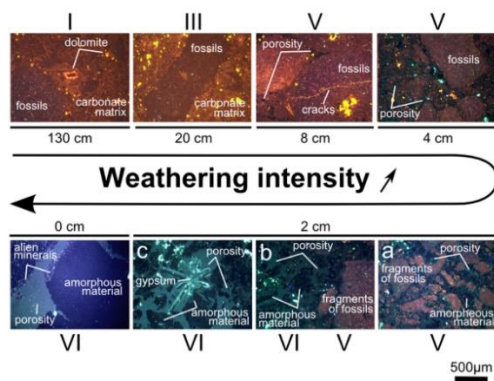 I III V V
dolomite
fossils
carbonate
matrix
fossils
carbonate
matrix
porosity
fossils
cracks
fossils
porosity
130 cm 20 cm 8 cm 4 cm
Weathering intensity
0 cm 2 cm
alien
minerals
amorphous
material
porosity
c
porosity
gypsum
amorphous
material
b
porosity
amorphous
material
fragments
of fossils
a
porosity
fragments
of fossils
amorpheous
material
VI VI VI V V
500µm